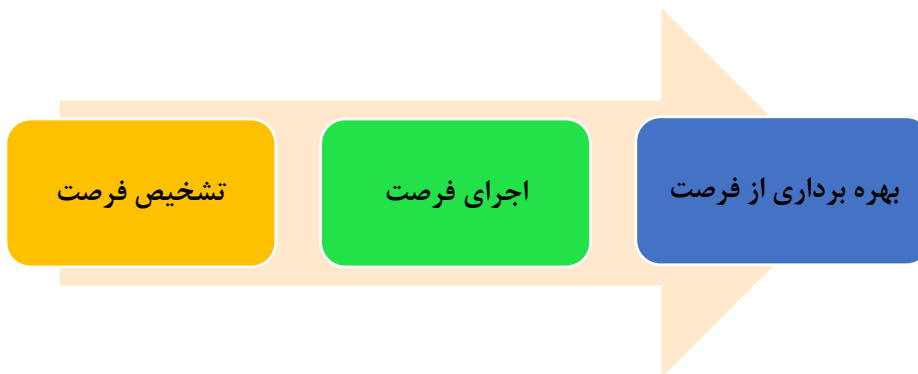 تشخیص فرصت
اجرای فرصت
بهره برداری از فرصت